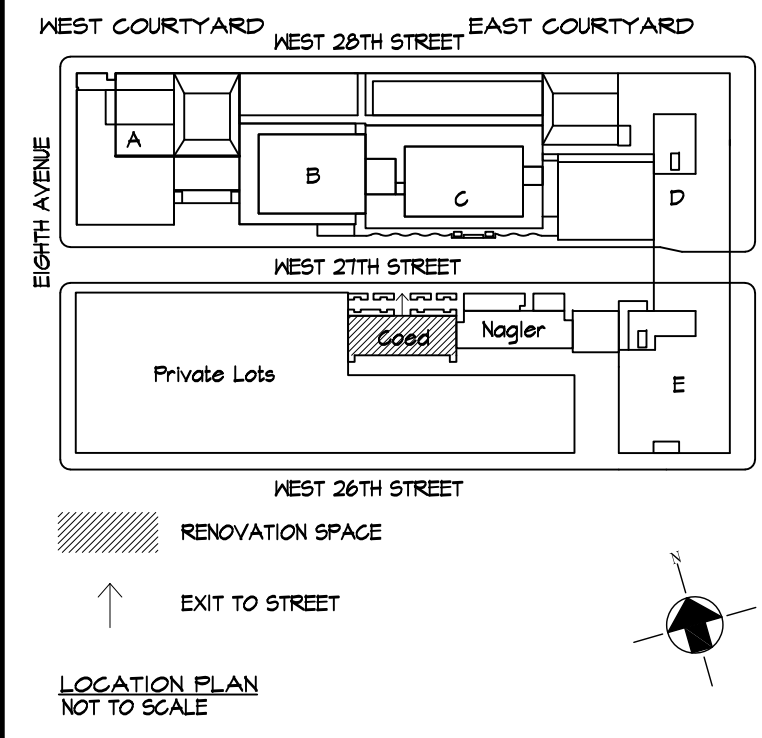 WEST COURTYARD
EAST COURTYARD
WEST 28TH STREET
EIGHTH AVENUE
A
B
C
D
WEST 27TH STREET
Coed
Nagler
Private Lots
E
WEST 26TH STREET
RENOVATION SPACE
N
EXIT TO STREET
LOCATION PLAN
NOT TO SCALE